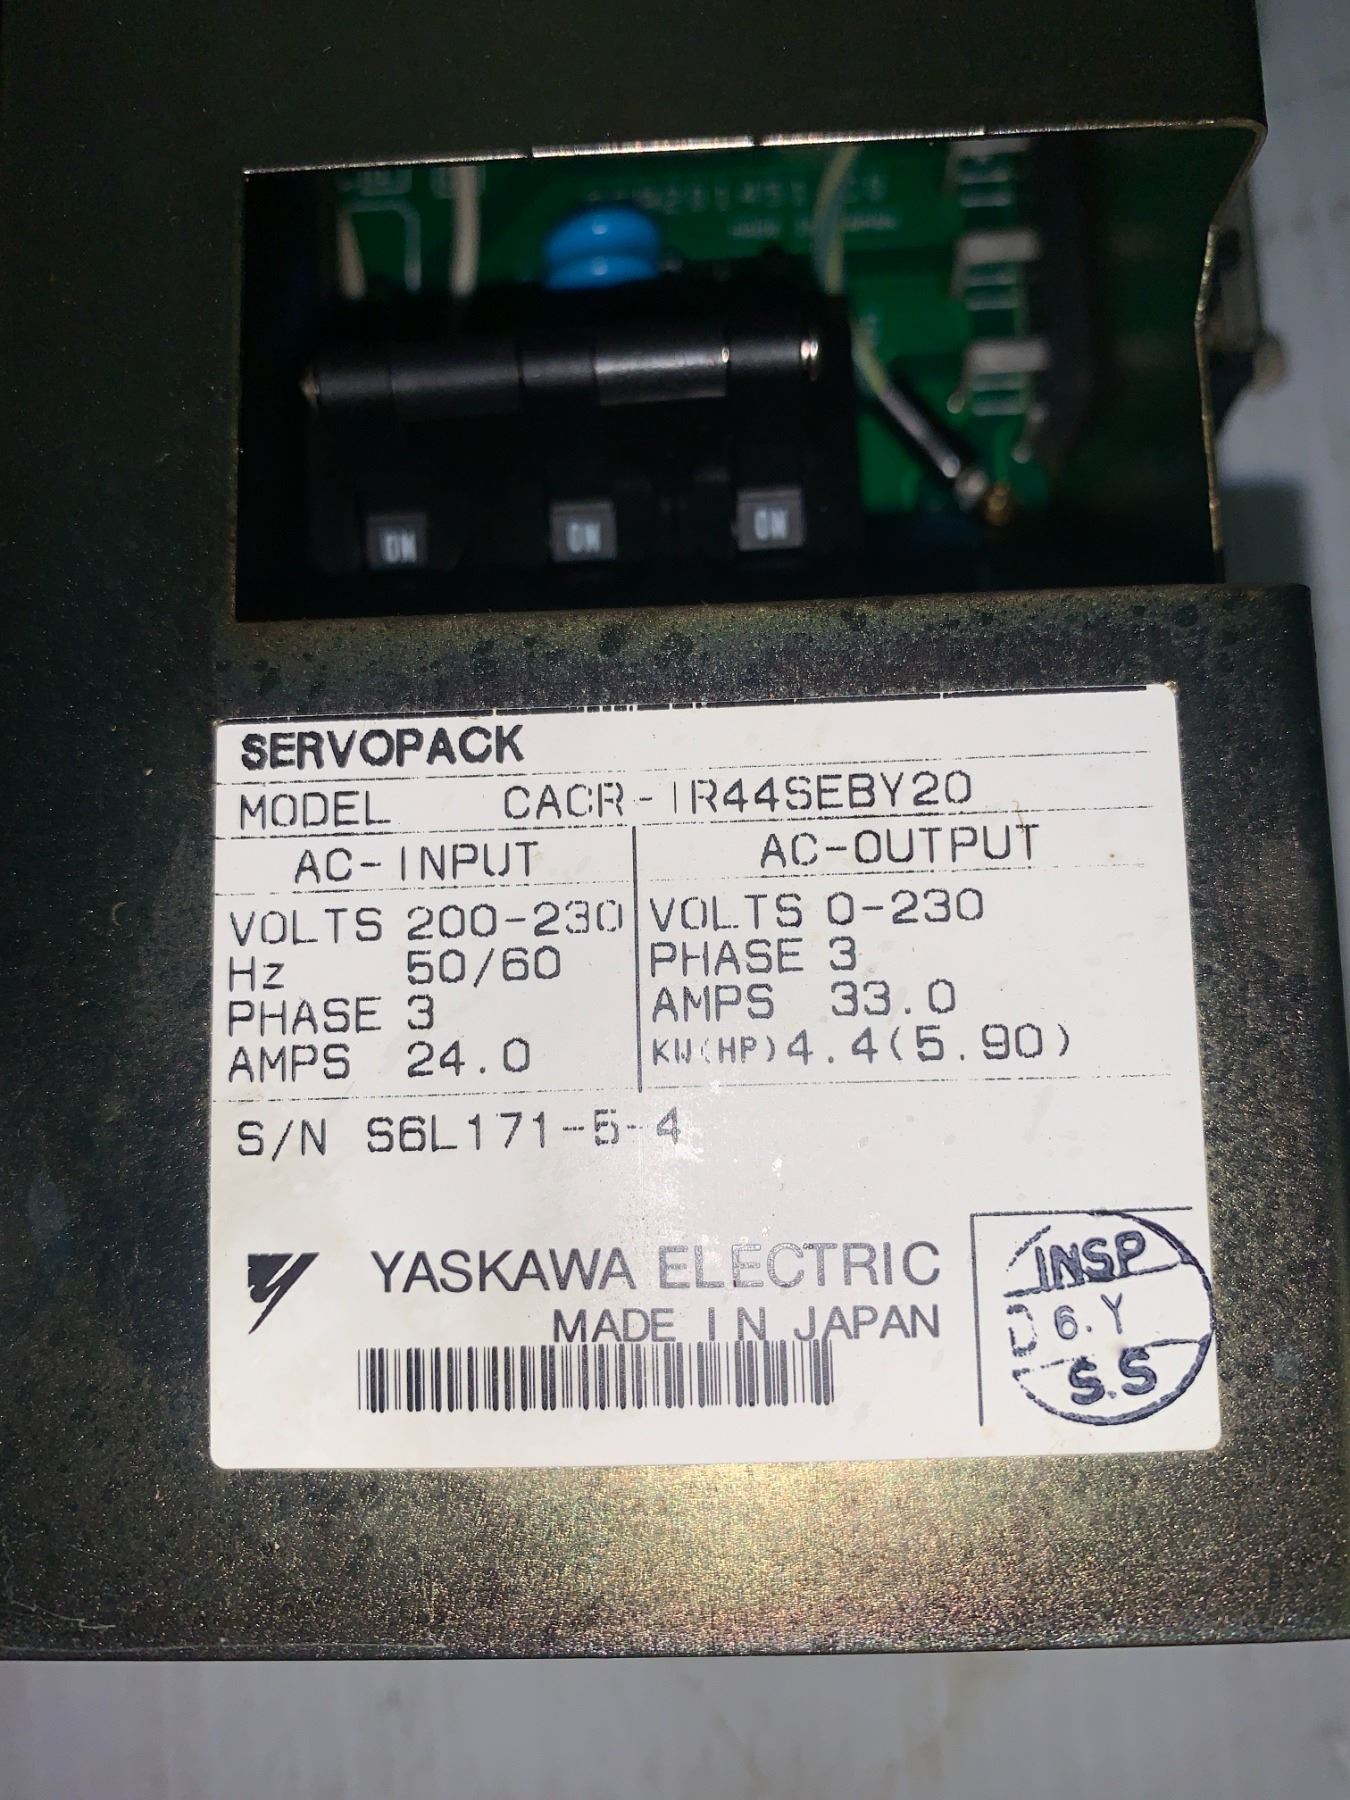 ON ON ON
SERVOPACK
MODEL CACR-IR44SEBY20
AC-INPUT AC-OUTPUT
VOLTS 200-230 VOLTS 0-230
Hz 50/60 PHASE 3
PHASE 3 AMPS 33.0
AMPS 24.0 KW(HP)4.4(5.90)
S/N S6L171-5-4
YASKAWA ELECTRIC
MADE IN JAPAN
INSP
D 6.Y
S.S